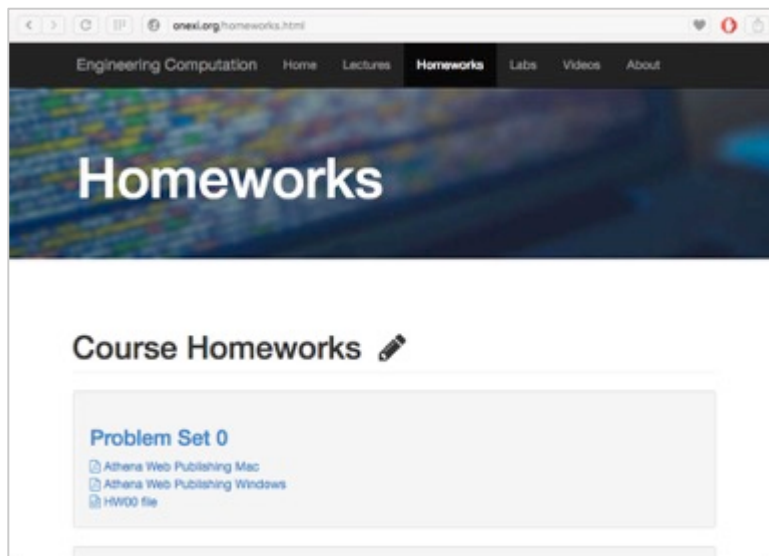 onexi.org/homeworks.html
Engineering Computation Home Lectures Homeworks Labs Videos About
Homeworks
Course Homeworks
Problem Set 0
Athena Web Publishing Mac
Athena Web Publishing Windows
HW00 file